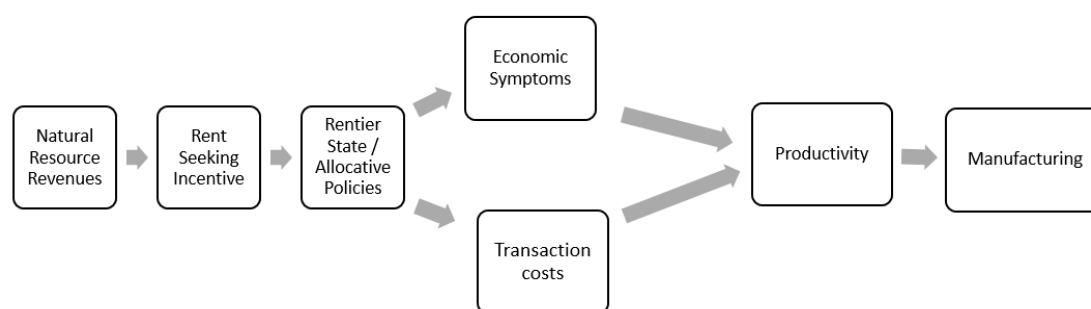 Natural
Resource
Revenues
Rent
Seeking
Incentive
Rentier
State /
Allocative
Policies
Economic
Symptoms
Transaction
costs
Productivity
Manufacturing